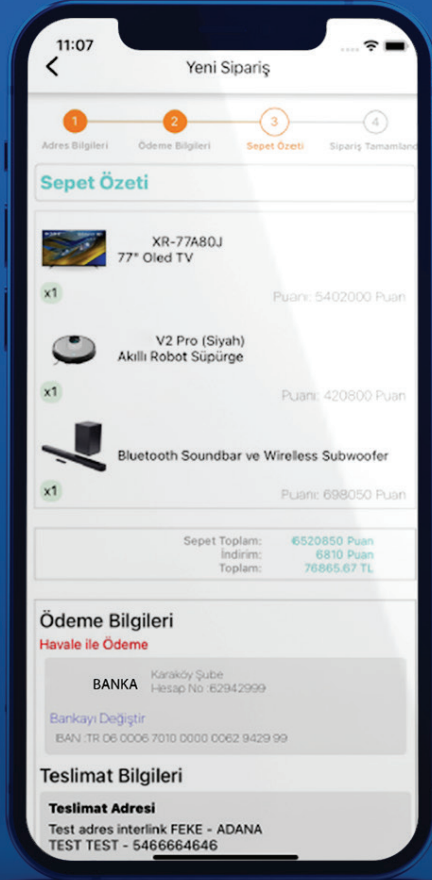 11:07
Yeni Sipariş
1
2
3
4
Adres Bilgileri
Ödeme Bilgileri
Sepet Özeti
Sipariş Tamamland
Sepet Özeti
XR-77A80J
77" Oled TV
x1
Puanı: 5402000 Puan
V2 Pro (Siyah)
Akıllı Robot Süpürge
x1
Puanı: 420800 Puan
Bluetooth Soundbar ve Wireless Subwoofer
x1
Puanı: 698050 Puan
Sepet Toplam: 6520850 Puan
İndirim: 6810 Puan
Toplam: 76865.67 TL
Ödeme Bilgileri
Havale ile Ödeme
BANKA
Karaköy Şube
Hesap No :62942999
Bankayı Değiştir
IBAN :TR 06 0006 7010 0000 0062 9429 99
Teslimat Bilgileri
Teslimat Adresi
Test adres interlink FEKE - ADANA
TEST TEST - 5466664646